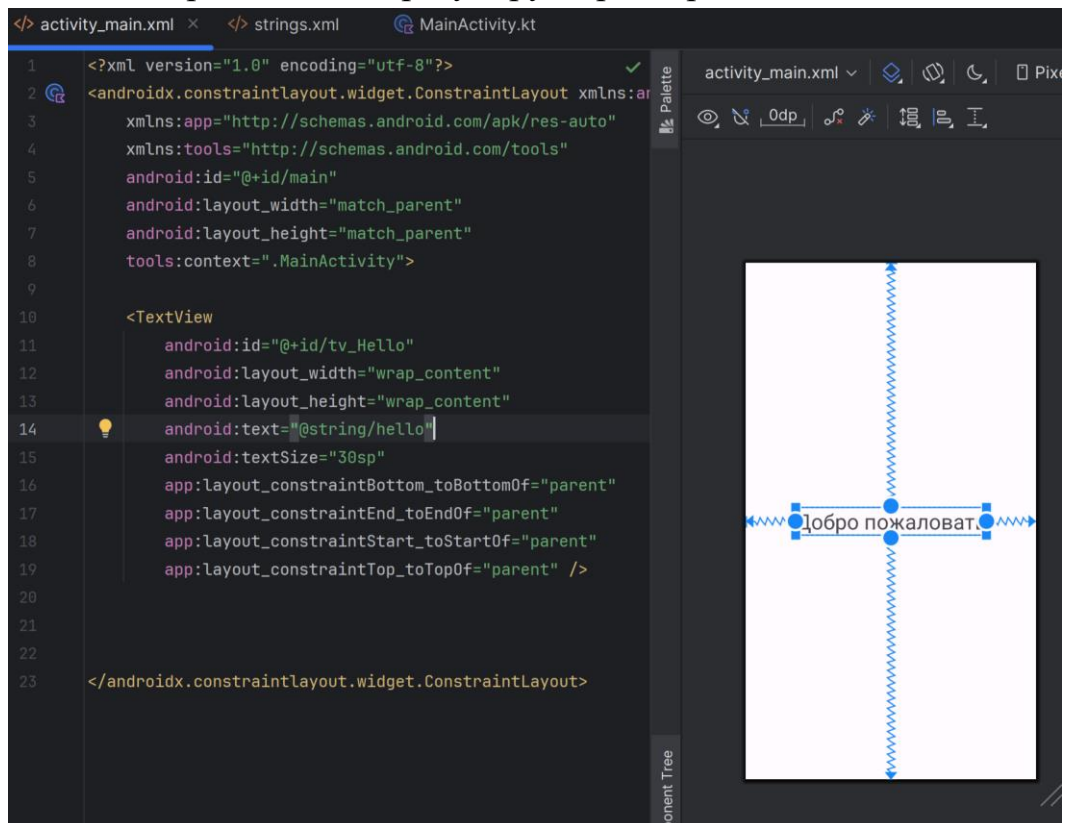 activity_main.xml
strings.xml
MainActivity.kt
1 <?xml version="1.0" encoding="utf-8"?>
2 <androidx.constraintlayout.widget.ConstraintLayout
3 xmlns:app="http://schemas.android.com/apk/res-auto"
4 xmlns:tools="http://schemas.android.com/tools"
5 android:id="@+id/main"
6 android:layout_width="match_parent"
7 android:layout_height="match_parent"
8 tools:context=".MainActivity">
9
10 <TextView
11 android:id="@+id/tv_Hello"
12 android:layout_width="wrap_content"
13 android:layout_height="wrap_content"
14 android:text="@string/hello"
15 android:textSize="30sp"
16 app:layout_constraintBottom_toBottomOf="parent"
17 app:layout_constraintEnd_toEndOf="parent"
18 app:layout_constraintStart_toStartOf="parent"
19 app:layout_constraintTop_toTopOf="parent" />
20
21
22
23 </androidx.constraintlayout.widget.ConstraintLayout>
Palette
activity_main.xml
0dp
пожаловат